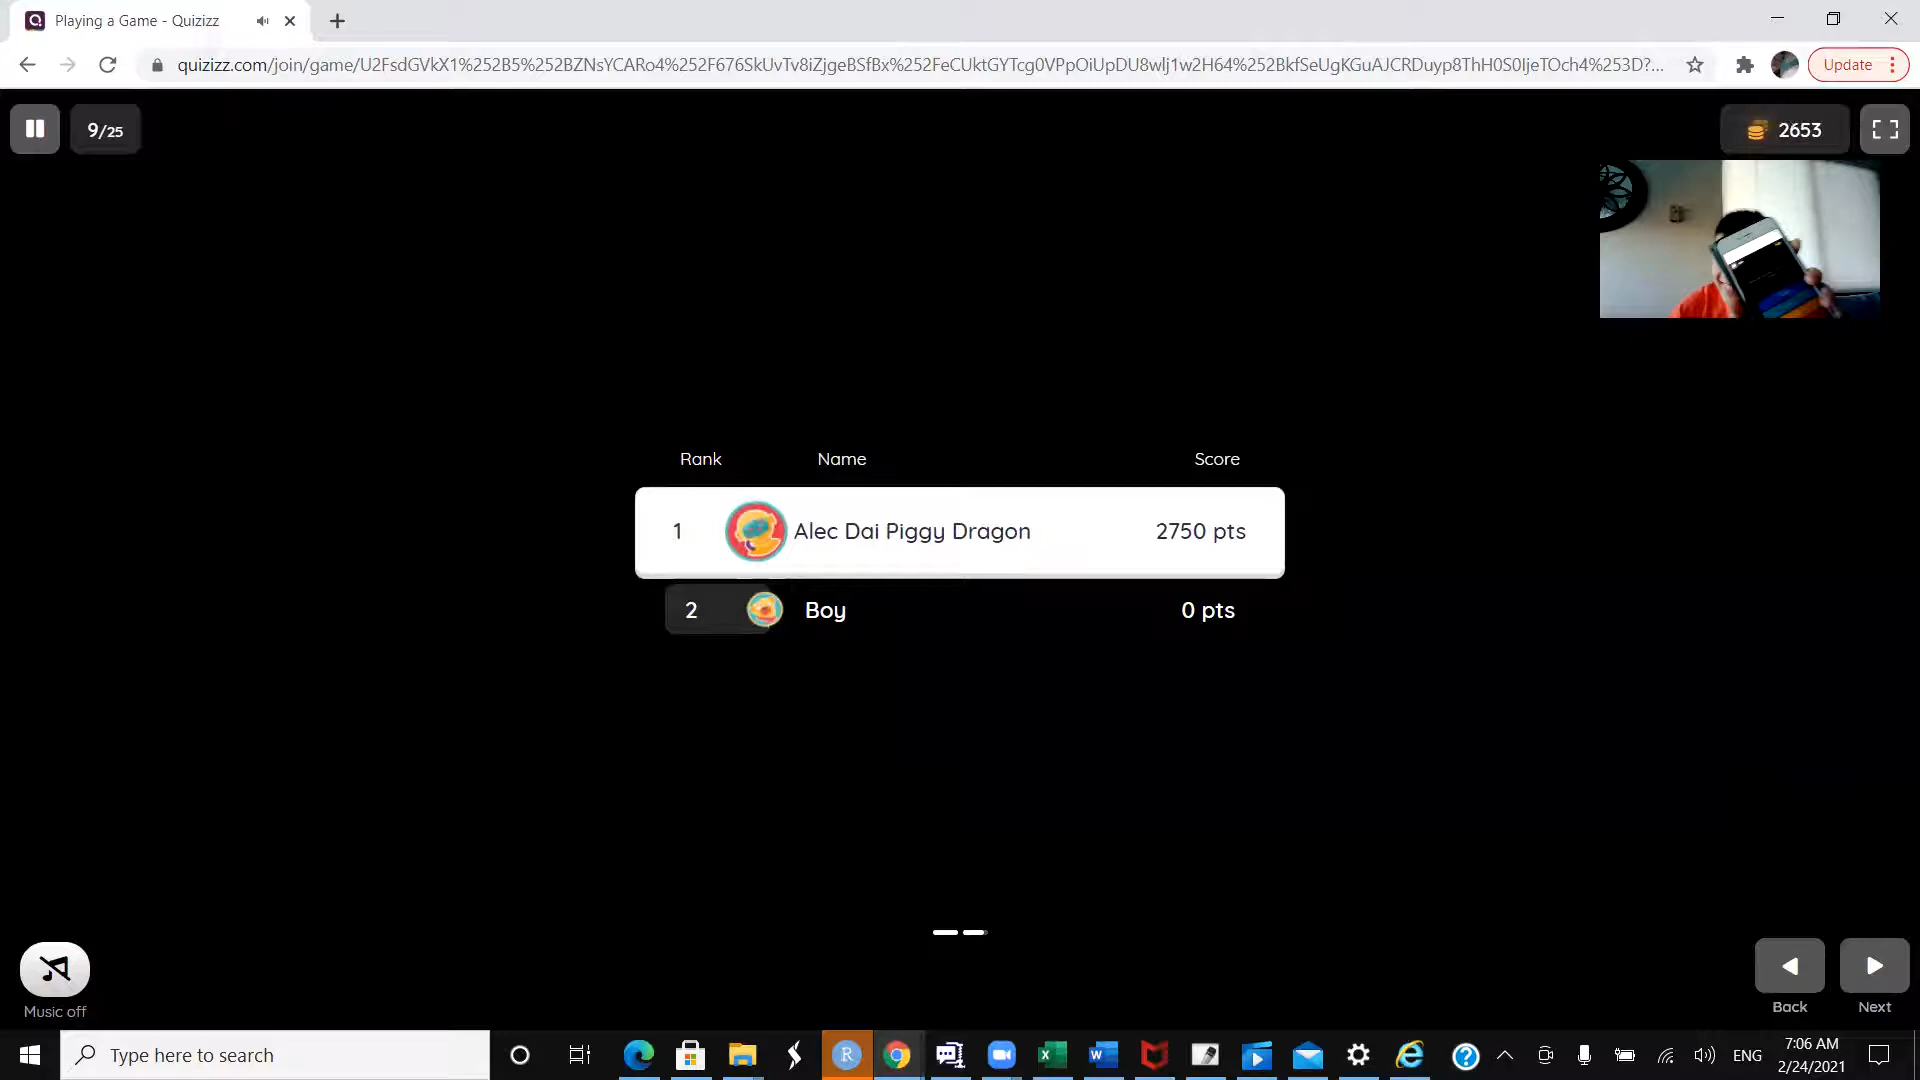 Playing a Game - Quizizz
quizizz.com/join/game/U2FsdGVkX1%252B5%252BZNsYCARo4%252F676SkUvTv8iZjgeBSfBx%252FeCUktGYTcg0VPpOiUpDU8wlj1w2H64%252BkfSeUgKGuAJCRDuyp8ThH0S0IjeTOch4%253D?...
Update
9/25
2653
Rank Name Score
1 Alec Dai Piggy Dragon 2750 pts
2 Boy 0 pts
Music off
Back
Next
Type here to search
ENG
7:06 AM
2/24/2021